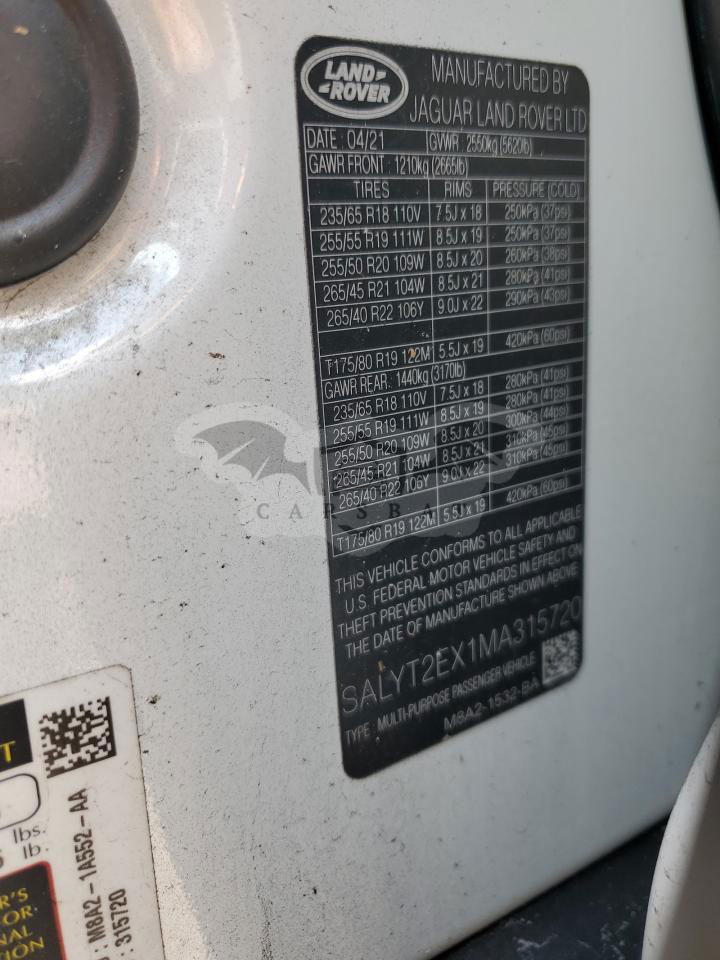 LAND ROVER
MANUFACTURED BY
JAGUAR LAND ROVER LTD
DATE : 04/21 GVWR : 2550kg (5620lb)
GAWR FRONT : 1210kg (2665lb)
TIRES RIMS PRESSURE (COLD)
235/65 R18 110V 7.5J x 18 250kPa (37psi)
255/55 R19 111W 8.5J x 19 250kPa (37psi)
255/50 R20 109W 8.5J x 20 260kPa (38psi)
265/45 R21 104W 8.5J x 21 280kPa (41psi)
265/40 R22 106Y 9.0J x 22 290kPa (43psi)
T175/80 R19 122M 5.5J x 19 420kPa (60psi)
GAWR REAR: 1440kg (3170lb)
235/65 R18 110V 7.5J x 18 280kPa (41psi)
255/55 R19 111W 8.5J x 19 280kPa (41psi)
255/50 R20 109W 8.5J x 20 300kPa (44psi)
265/45 R21 104W 8.5J x 21 310kPa (45psi)
265/40 R22 106Y 9.0J x 22 310kPa (45psi)
T175/80 R19 122M 5.5J x 19 420kPa (60psi)
THIS VEHICLE CONFORMS TO ALL APPLICABLE
U.S. FEDERAL MOTOR VEHICLE SAFETY AND
THEFT PREVENTION STANDARDS IN EFFECT ON
THE DATE OF MANUFACTURE SHOWN ABOVE
SALYT2EX1MA315720
TYPE : MULTI-PURPOSE PASSENGER VEHICLE
M8A2-1532-BA
T
lbs.
lb.
: M8A2-1A552-AA
: 315720